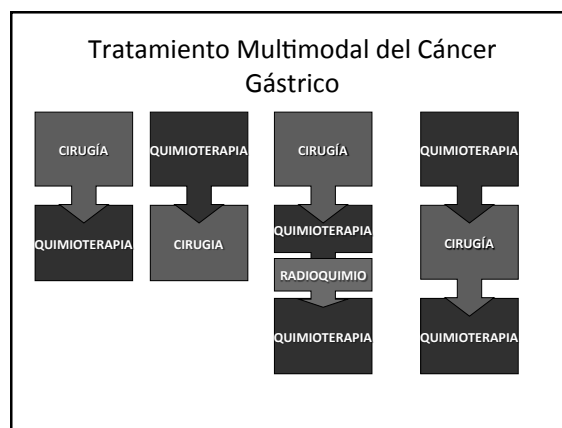 Tratamiento Multimodal del Cáncer
Gástrico
CIRUGÍA
QUIMIOTERAPIA
QUIMIOTERAPIA
CIRUGIA
CIRUGÍA
QUIMIOTERAPIA
RADIOQUIMIO
QUIMIOTERAPIA
QUIMIOTERAPIA
CIRUGÍA
QUIMIOTERAPIA